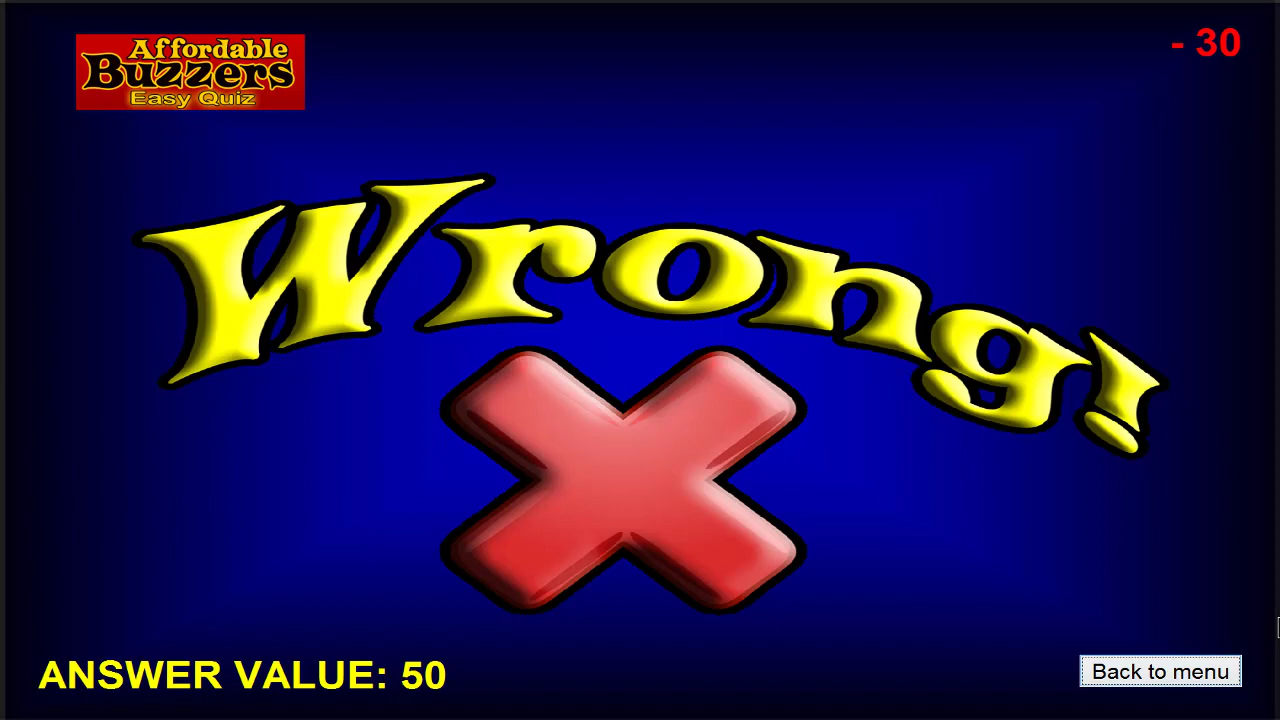 Affordable
Buzzers
Easy Quiz
- 30
Wrong!
ANSWER VALUE: 50
Back to menu